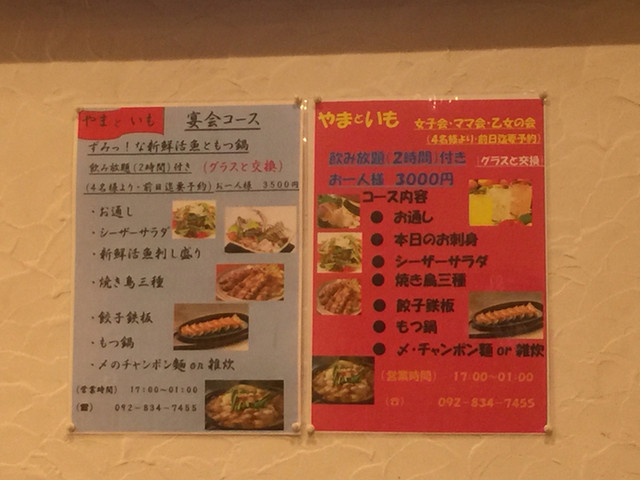 やまといも 宴会コース
ずみっ!な新鮮活魚ともつ鍋
飲み放題(2時間)付き (グラスと交換)
(4名様より・前日迄要予約)お一人様 3500円
・お通し
・シーザーサラダ
・新鮮活魚刺し盛り
・焼き鳥三種
・餃子鉄板
・もつ鍋
・〆のチャンポン麺or雑炊
(営業時間) 17:00~01:00
(☎) 092-834-7455
やまといも 女子会・ママ会・乙女の会
(4名様より・前日迄要予約)
飲み放題(2時間)付き (グラスと交換)
お一人様 3000円
コース内容
● お通し
● 本日のお刺身
● シーザーサラダ
● 焼き鳥三種
● 餃子鉄板
● もつ鍋
● 〆・チャンポン麺 or 雑炊
(営業時間) 17:00~01:00
(☎) 092-834-7455